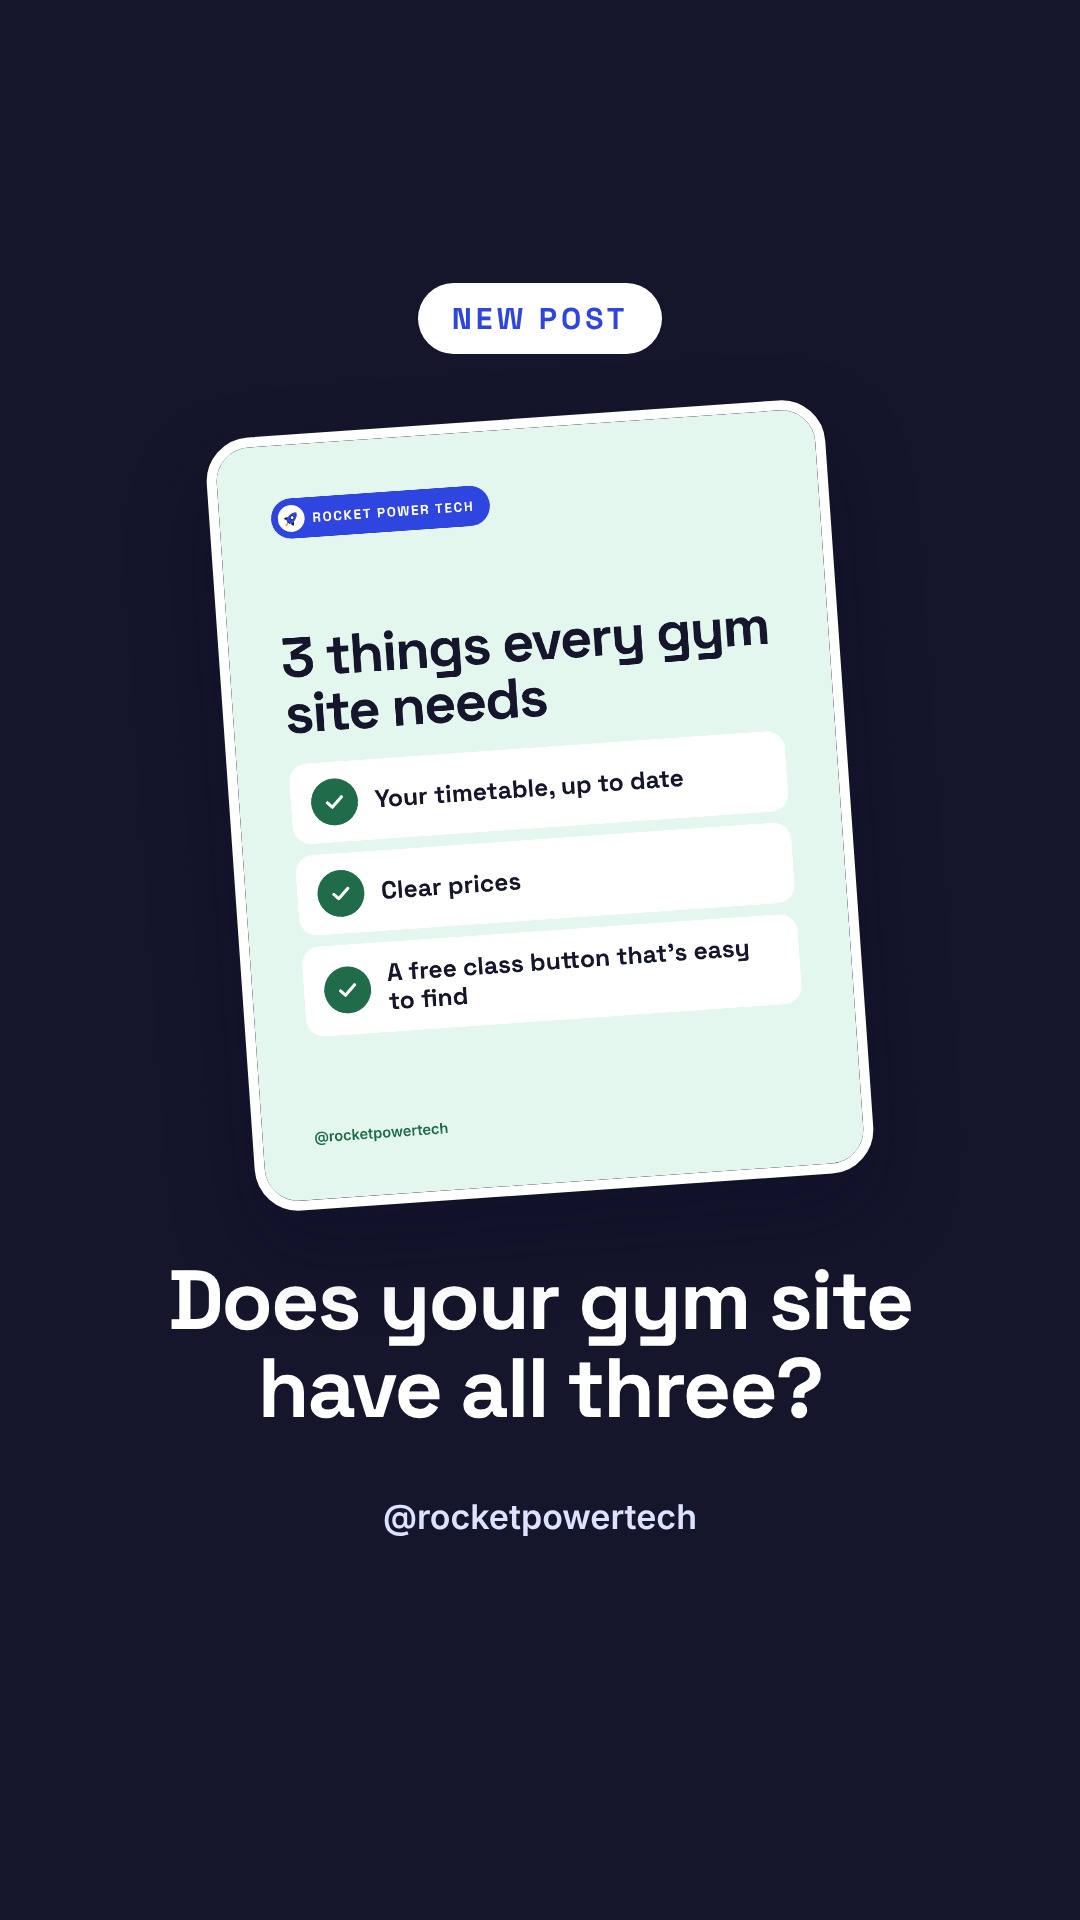 NEW POST
ROCKET POWER TECH
3 things every gym
site needs
Your timetable, up to date
Clear prices
A free class button that’s easy
to find
@rocketpowertech
Does your gym site
have all three?
@rocketpowertech